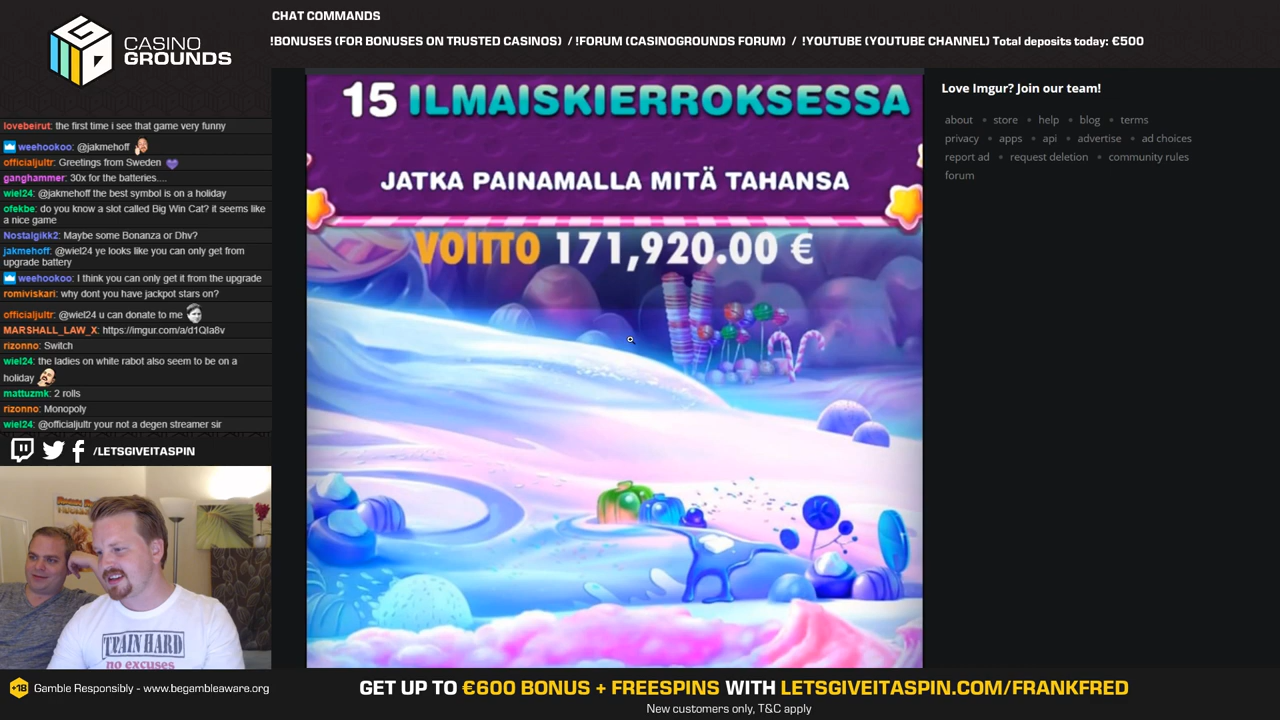 CASINO
GROUNDS
CHAT COMMANDS
!BONUSES (FOR BONUSES ON TRUSTED CASINOS) / !FORUM (CASINOGROUNDS FORUM) / !YOUTUBE (YOUTUBE CHANNEL) Total deposits today: €500
lovebeirut: the first time i see that game very funny
weehookoo: @jakmehoff
officialjultr: Greetings from Sweden
ganghammer: 30x for the batteries....
wiel24: @jakmehoff the best symbol is on a holiday
ofekbe: do you know a slot called Big Win Cat? it seems like
a nice game
Nostalgikk2: Maybe some Bonanza or Dhv?
jakmehoff: @wiel24 ye looks like you can only get from
upgrade battery
weehookoo: I think you can only get it from the upgrade
romiviskari: why dont you have jackpot stars on?
officialjultr: @wiel24 u can donate to me
MARSHALL_LAW_X: https://imgur.com/a/d1QIa8v
rizonno: Switch
wiel24: the ladies on white rabot also seem to be on a
holiday
mattuzmk: 2 rolls
rizonno: Monopoly
wiel24: @officialjultr your not a degen streamer sir
/LETSGIVEITASPIN
15 ILMAISKIERROKSESSA
JATKA PAINAMALLA MITÄ TAHANSA
VOITTO 171,920.00 €
Love Imgur? Join our team!
about store help blog terms
privacy apps api advertise ad choices
report ad request deletion community rules
forum
TRAIN HARD
no excuses
+18 Gamble Responsibly - www.begambleaware.org
GET UP TO €600 BONUS + FREESPINS WITH LETSGIVEITASPIN.COM/FRANKFRED
New customers only, T&C apply